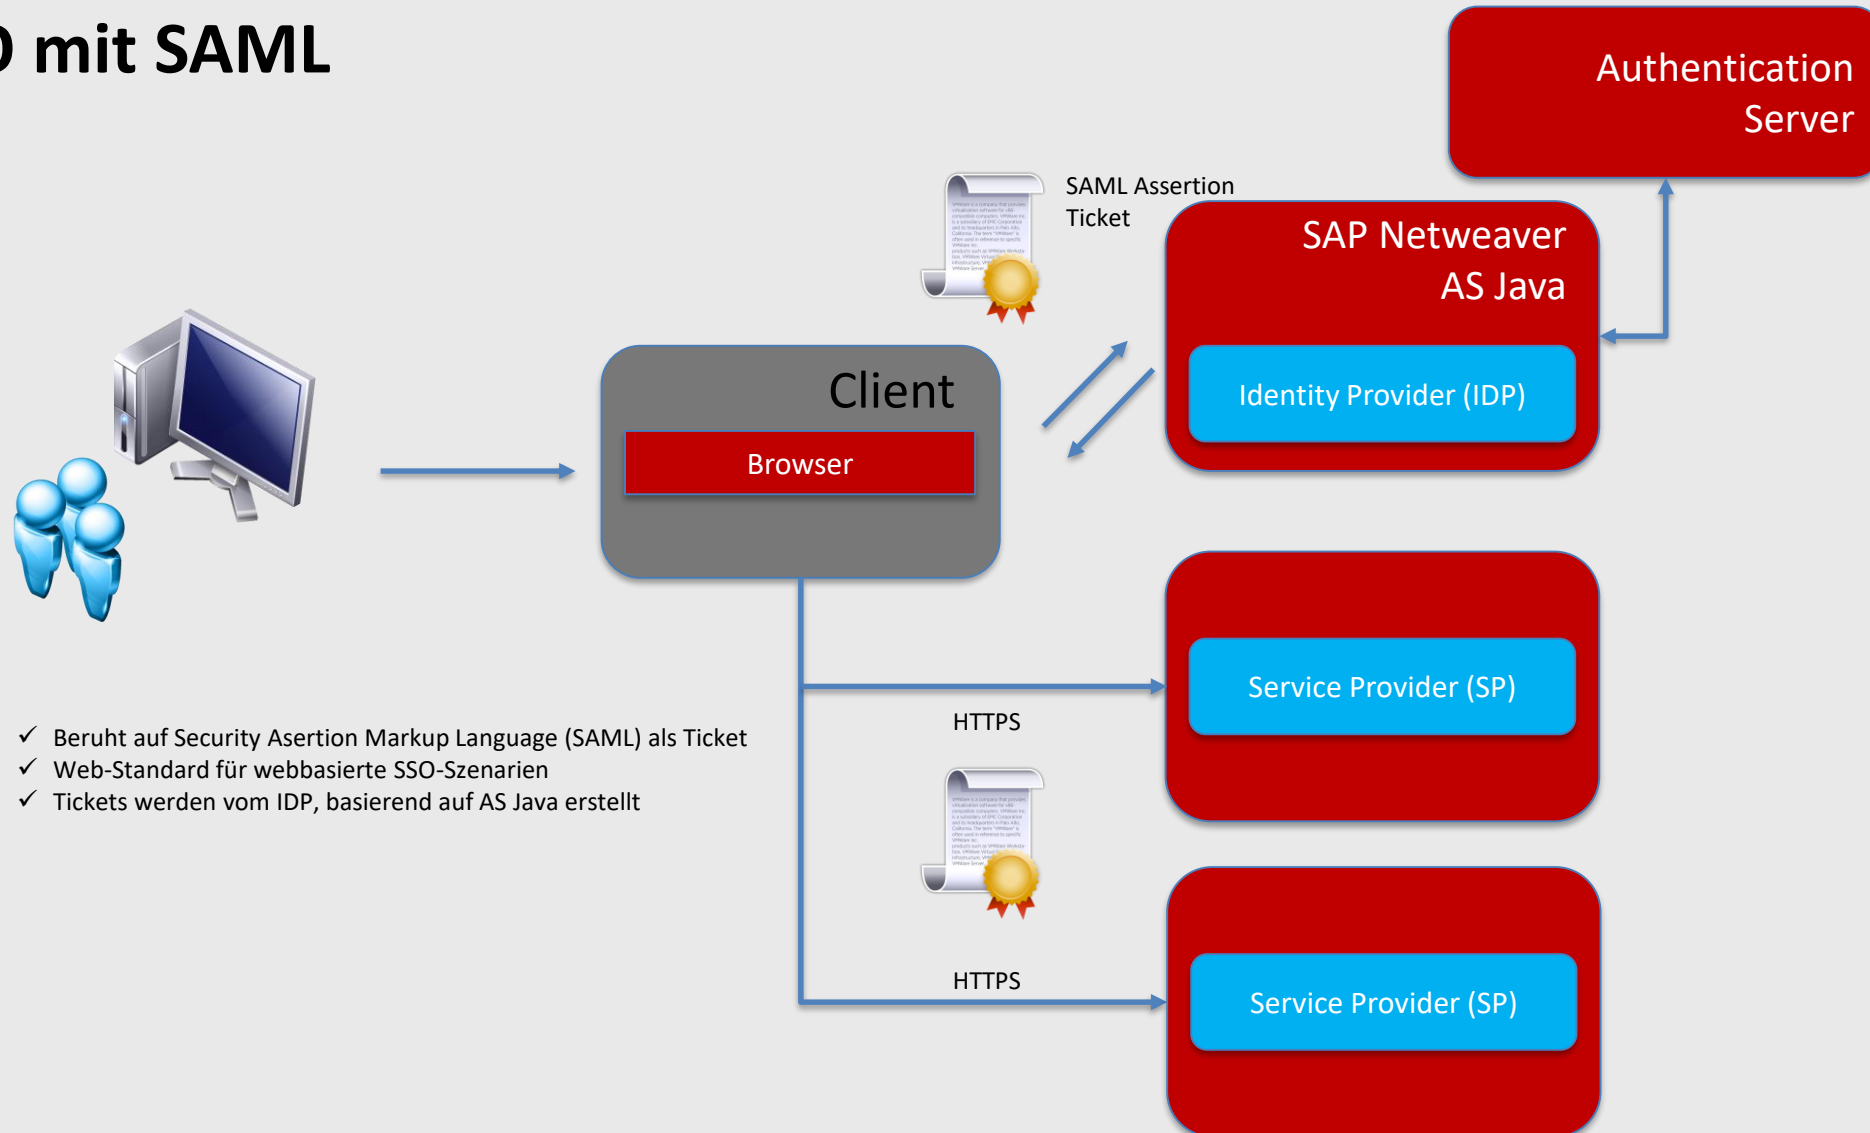 O mit SAML
Authentication
Server
SAML Assertion
Ticket
SAP Netweaver
AS Java
Identity Provider (IDP)
Client
Browser
Service Provider (SP)
HTTPS
✓ Beruht auf Security Asertion Markup Language (SAML) als Ticket
✓ Web-Standard für webbasierte SSO-Szenarien
✓ Tickets werden vom IDP, basierend auf AS Java erstellt
HTTPS
Service Provider (SP)